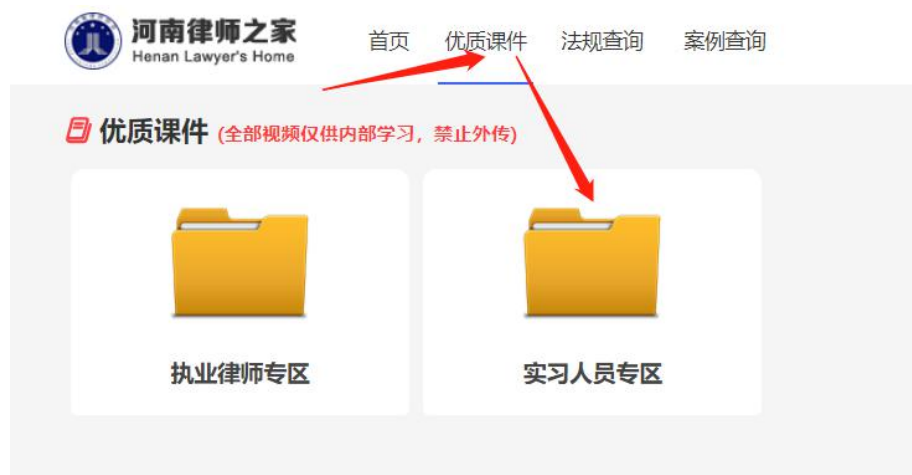 河南律师之家
Henan Lawyer's Home
首页 优质课件 法规查询 案例查询
优质课件 (全部视频仅供内部学习，禁止外传)
执业律师专区 实习人员专区